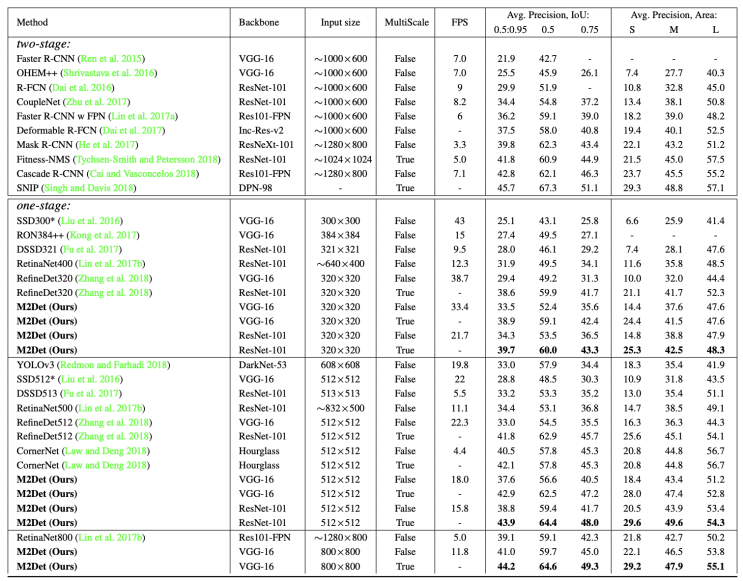 Method Backbone Input size MultiScale FPS Avg. Precision, IoU: Avg. Precision, Area:
0.5:0.95 0.5 0.75 S M L
two-stage:
Faster R-CNN (Ren et al. 2015) VGG-16 ∼1000×600 False 7.0 21.9 42.7 - - - -
OHEM++ (Shrivastava et al. 2016) VGG-16 ∼1000×600 False 7.0 25.5 45.9 26.1 7.4 27.7 40.3
R-FCN (Dai et al. 2016) ResNet-101 ∼1000×600 False 9 29.9 51.9 - 10.8 32.8 45.0
CoupleNet (Zhu et al. 2017) ResNet-101 ∼1000×600 False 8.2 34.4 54.8 37.2 13.4 38.1 50.8
Faster R-CNN w FPN (Lin et al. 2017a) Res101-FPN ∼1000×600 False 6 36.2 59.1 39.0 18.2 39.0 48.2
Deformable R-FCN (Dai et al. 2017) Inc-Res-v2 ∼1000×600 False - 37.5 58.0 40.8 19.4 40.1 52.5
Mask R-CNN (He et al. 2017) ResNeXt-101 ∼1280×800 False 3.3 39.8 62.3 43.4 22.1 43.2 51.2
Fitness-NMS (Tychsen-Smith and Petersson 2018) ResNet-101 ∼1024×1024 True 5.0 41.8 60.9 44.9 21.5 45.0 57.5
Cascade R-CNN (Cai and Vasconcelos 2018) Res101-FPN ∼1280×800 False 7.1 42.8 62.1 46.3 23.7 45.5 55.2
SNIP (Singh and Davis 2018) DPN-98 - True - 45.7 67.3 51.1 29.3 48.8 57.1
one-stage:
SSD300* (Liu et al. 2016) VGG-16 300×300 False 43 25.1 43.1 25.8 6.6 25.9 41.4
RON384++ (Kong et al. 2017) VGG-16 384×384 False 15 27.4 49.5 27.1 - - -
DSSD321 (Fu et al. 2017) ResNet-101 321×321 False 9.5 28.0 46.1 29.2 7.4 28.1 47.6
RetinaNet400 (Lin et al. 2017b) ResNet-101 ∼640×400 False 12.3 31.9 49.5 34.1 11.6 35.8 48.5
RefineDet320 (Zhang et al. 2018) VGG-16 320×320 False 38.7 29.4 49.2 31.3 10.0 32.0 44.4
RefineDet320 (Zhang et al. 2018) ResNet-101 320×320 True - 38.6 59.9 41.7 21.1 41.7 52.3
M2Det (Ours) VGG-16 320×320 False 33.4 33.5 52.4 35.6 14.4 37.6 47.6
M2Det (Ours) VGG-16 320×320 True - 38.9 59.1 42.4 24.4 41.5 47.6
M2Det (Ours) ResNet-101 320×320 False 21.7 34.3 53.5 36.5 14.8 38.8 47.9
M2Det (Ours) ResNet-101 320×320 True - 39.7 60.0 43.3 25.3 42.5 48.3
YOLOv3 (Redmon and Farhadi 2018) DarkNet-53 608×608 False 19.8 33.0 57.9 34.4 18.3 35.4 41.9
SSD512* (Liu et al. 2016) VGG-16 512×512 False 22 28.8 48.5 30.3 10.9 31.8 43.5
DSSD513 (Fu et al. 2017) ResNet-101 513×513 False 5.5 33.2 53.3 35.2 13.0 35.4 51.1
RetinaNet500 (Lin et al. 2017b) ResNet-101 ∼832×500 False 11.1 34.4 53.1 36.8 14.7 38.5 49.1
RefineDet512 (Zhang et al. 2018) VGG-16 512×512 False 22.3 33.0 54.5 35.5 16.3 36.3 44.3
RefineDet512 (Zhang et al. 2018) ResNet-101 512×512 True - 41.8 62.9 45.7 25.6 45.1 54.1
CornerNet (Law and Deng 2018) Hourglass 512×512 False 4.4 40.5 57.8 45.3 20.8 44.8 56.7
CornerNet (Law and Deng 2018) Hourglass 512×512 True - 42.1 57.8 45.3 20.8 44.8 56.7
M2Det (Ours) VGG-16 512×512 False 18.0 37.6 56.6 40.5 18.4 43.4 51.2
M2Det (Ours) VGG-16 512×512 True - 42.9 62.5 47.2 28.0 47.4 52.8
M2Det (Ours) ResNet-101 512×512 False 15.8 38.8 59.4 41.7 20.5 43.9 53.4
M2Det (Ours) ResNet-101 512×512 True - 43.9 64.4 48.0 29.6 49.6 54.3
RetinaNet800 (Lin et al. 2017b) Res101-FPN ∼1280×800 False 5.0 39.1 59.1 42.3 21.8 42.7 50.2
M2Det (Ours) VGG-16 800×800 False 11.8 41.0 59.7 45.0 22.1 46.5 53.8
M2Det (Ours) VGG-16 800×800 True - 44.2 64.6 49.3 29.2 47.9 55.1